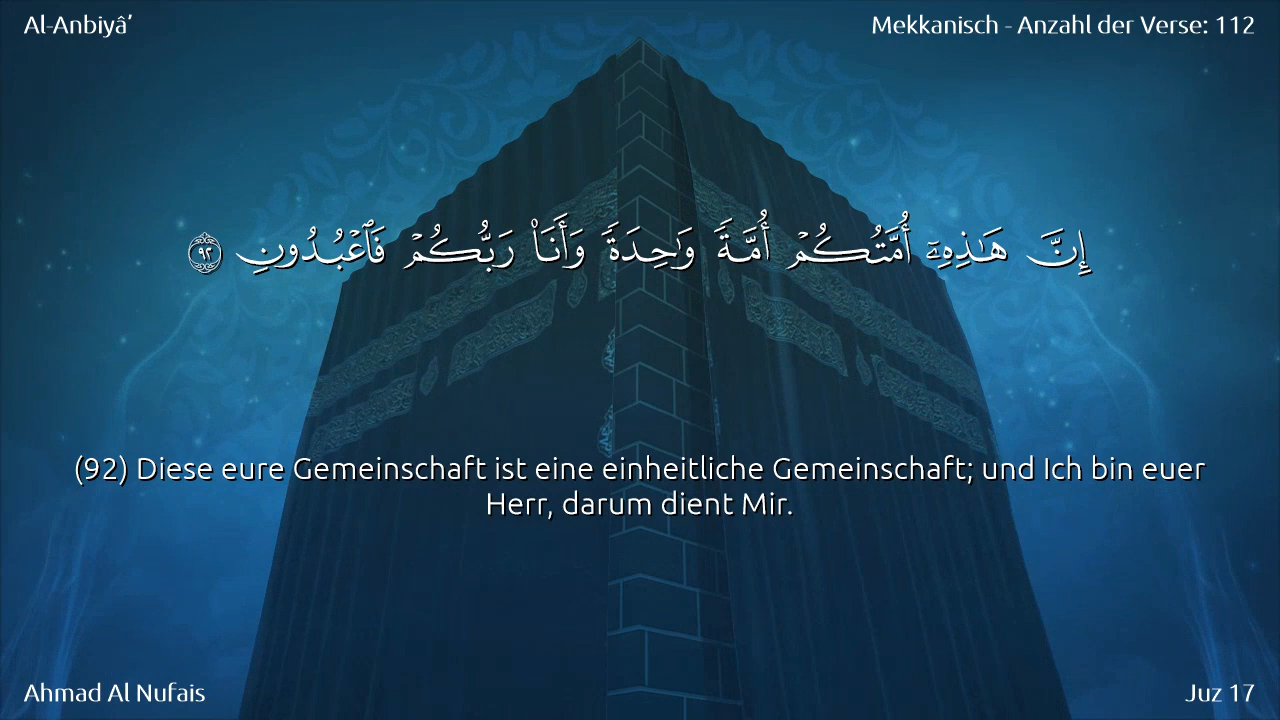 Al-Anbiyâ’
Mekkanisch - Anzahl der Verse: 112
إِنَّ هَٰذِهِۦٓ أُمَّتُكُمْ أُمَّةً وَٰحِدَةً وَأَنَا۠ رَبُّكُمْ فَٱعْبُدُونِ ٩٢
(92) Diese eure Gemeinschaft ist eine einheitliche Gemeinschaft; und Ich bin euer
Herr, darum dient Mir.
Ahmad Al Nufais
Juz 17